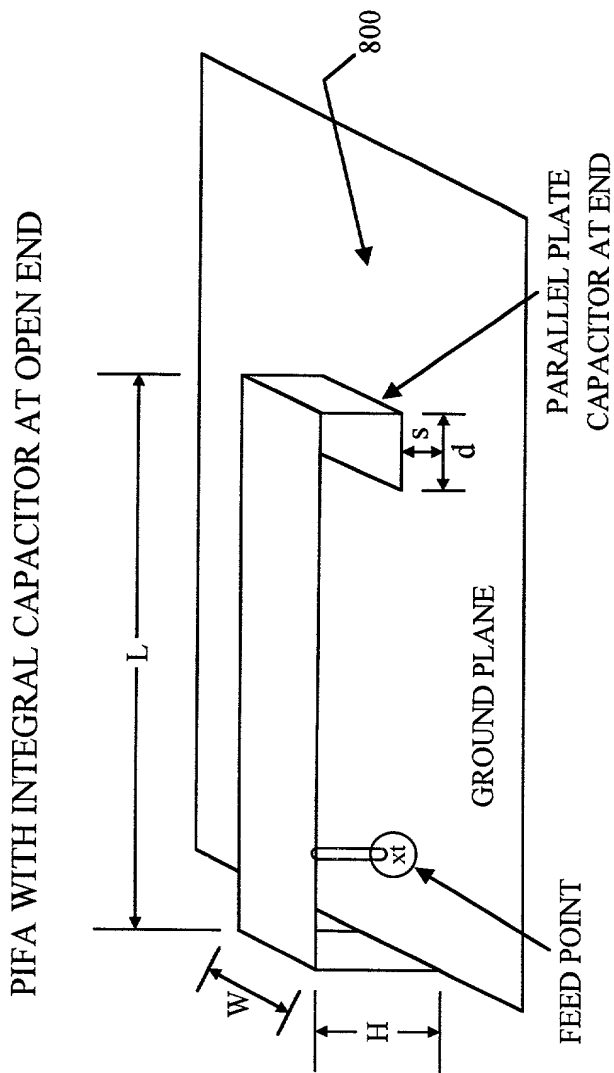 PIFA WITH INTEGRAL CAPACITOR AT OPEN END
L
W
H
800
s
d
xt
GROUND PLANE
FEED POINT
PARALLEL PLATE
CAPACITOR AT END